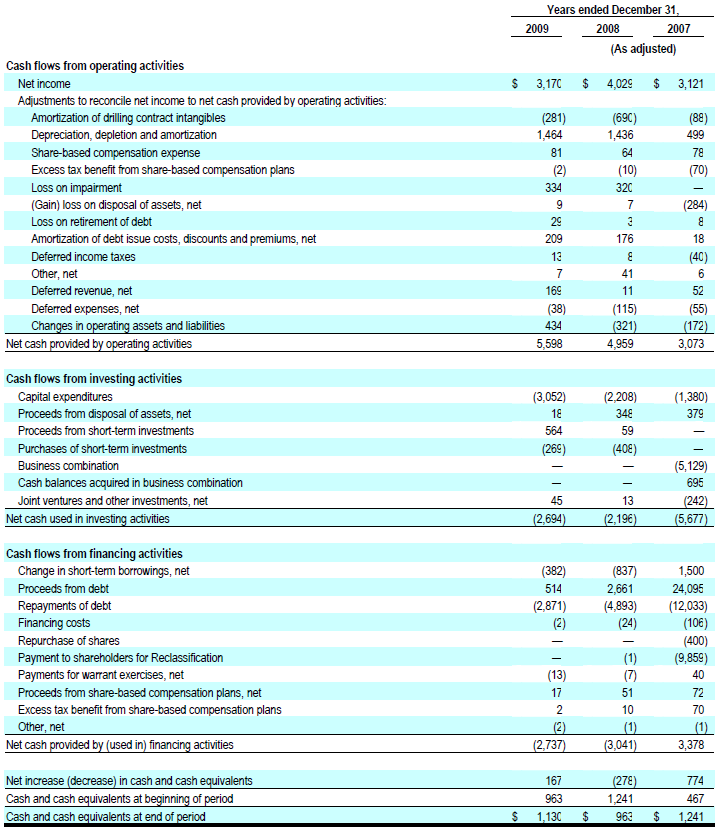 Years ended December 31,
2009 2008 2007
(As adjusted)
Cash flows from operating activities
Net income $ 3,170 $ 4,029 $ 3,121
Adjustments to reconcile net income to net cash provided by operating activities:
Amortization of drilling contract intangibles (281) (690) (88)
Depreciation, depletion and amortization 1,464 1,436 499
Share-based compensation expense 81 64 78
Excess tax benefit from share-based compensation plans (2) (10) (70)
Loss on impairment 334 320 —
(Gain) loss on disposal of assets, net 9 7 (284)
Loss on retirement of debt 29 3 8
Amortization of debt issue costs, discounts and premiums, net 209 176 18
Deferred income taxes 13 8 (40)
Other, net 7 41 6
Deferred revenue, net 169 11 52
Deferred expenses, net (38) (115) (55)
Changes in operating assets and liabilities 434 (321) (172)
Net cash provided by operating activities 5,598 4,959 3,073
Cash flows from investing activities
Capital expenditures (3,052) (2,208) (1,380)
Proceeds from disposal of assets, net 18 348 379
Proceeds from short-term investments 564 59 —
Purchases of short-term investments (269) (408) —
Business combination — — (5,129)
Cash balances acquired in business combination — — 695
Joint ventures and other investments, net 45 13 (242)
Net cash used in investing activities (2,694) (2,196) (5,677)
Cash flows from financing activities
Change in short-term borrowings, net (382) (837) 1,500
Proceeds from debt 514 2,661 24,095
Repayments of debt (2,871) (4,893) (12,033)
Financing costs (2) (24) (106)
Repurchase of shares — — (400)
Payment to shareholders for Reclassification — (1) (9,859)
Payments for warrant exercises, net (13) (7) 40
Proceeds from share-based compensation plans, net 17 51 72
Excess tax benefit from share-based compensation plans 2 10 70
Other, net (2) (1) (1)
Net cash provided by (used in) financing activities (2,737) (3,041) 3,378
Net increase (decrease) in cash and cash equivalents 167 (278) 774
Cash and cash equivalents at beginning of period 963 1,241 467
Cash and cash equivalents at end of period $ 1,130 $ 963 $ 1,241